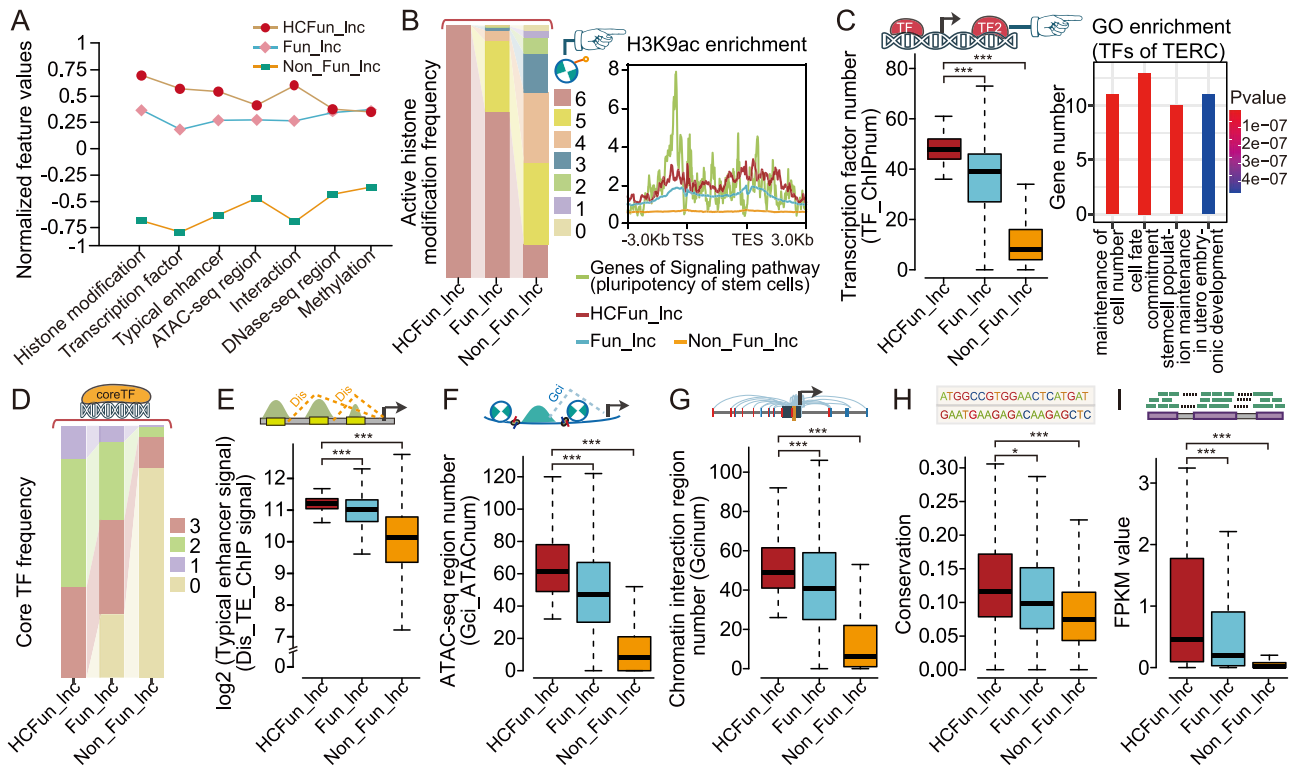 A
HCFun_lnc
Fun_lnc
Non_Fun_lnc
Normalized feature values
1
0.75
0.5
0.25
0
-0.25
-0.5
-0.75
-1
Histone modification
Transcription factor
Typical enhancer
ATAC-seq region
Interaction
DNase-seq region
Methylation
B
Active histone
modification frequency
6
5
4
3
2
1
0
HCFun_lnc
Fun_lnc
Non_Fun_lnc
H3K9ac enrichment
8
6
4
2
0
-3.0Kb
TSS
TES
3.0Kb
Genes of Signaling pathway
(pluripotency of stem cells)
HCFun_lnc
Fun_lnc
Non_Fun_lnc
C
TF
TF2
Transcription factor number
(TF_ChIPnum)
80
60
40
20
0
***
***
HCFun_lnc
Fun_lnc
Non_Fun_lnc
GO enrichment
(TFs of TERC)
Gene number
10
5
0
Pvalue
1e-07
2e-07
3e-07
4e-07
maintenance of
cell number
cell fate
commitment
stemcell populat-
ion maintenance
in utero embry-
onic development
D
coreTF
Core TF frequency
3
2
1
0
HCFun_lnc
Fun_lnc
Non_Fun_lnc
E
Dis
Dis
log2 (Typical enhancer signal)
(Dis_TE_ChIP signal)
13
12
11
10
9
8
7
0
***
***
HCFun_lnc
Fun_lnc
Non_Fun_lnc
F
Gci
ATAC-seq region number
(Gci_ATACnum)
120
100
80
60
40
20
0
***
***
HCFun_lnc
Fun_lnc
Non_Fun_lnc
G
Chromatin interaction region
number (Gcinum)
100
80
60
40
20
0
***
***
HCFun_lnc
Fun_lnc
Non_Fun_lnc
H
ATGGCCGTGGAACTCATGAT
GAATGAAGAGACAAGAGCTC
Conservation
0.30
0.25
0.20
0.15
0.10
0.05
0.00
***
*
HCFun_lnc
Fun_lnc
Non_Fun_lnc
I
FPKM value
3
2
1
0
***
***
HCFun_lnc
Fun_lnc
Non_Fun_lnc